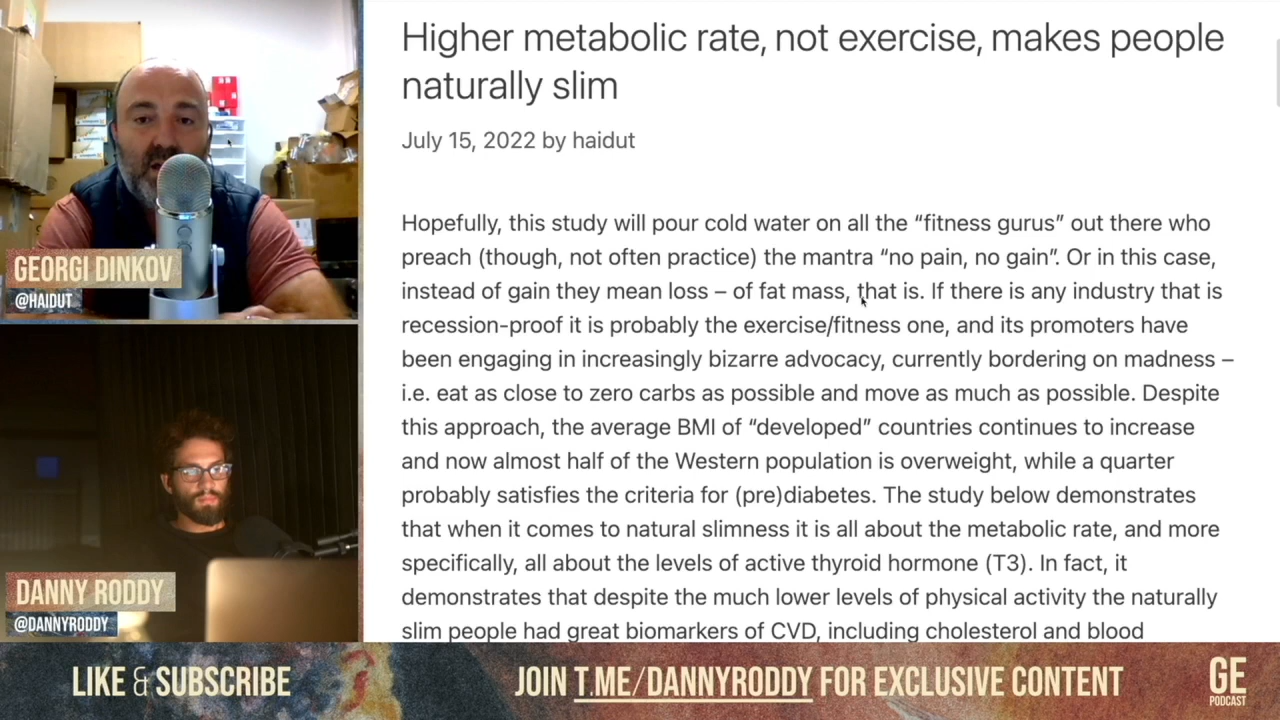 Higher metabolic rate, not exercise, makes people
naturally slim
July 15, 2022 by haidut
Hopefully, this study will pour cold water on all the “fitness gurus” out there who
preach (though, not often practice) the mantra “no pain, no gain”. Or in this case,
instead of gain they mean loss – of fat mass, that is. If there is any industry that is
recession-proof it is probably the exercise/fitness one, and its promoters have
been engaging in increasingly bizarre advocacy, currently bordering on madness –
i.e. eat as close to zero carbs as possible and move as much as possible. Despite
this approach, the average BMI of “developed” countries continues to increase
and now almost half of the Western population is overweight, while a quarter
probably satisfies the criteria for (pre)diabetes. The study below demonstrates
that when it comes to natural slimness it is all about the metabolic rate, and more
specifically, all about the levels of active thyroid hormone (T3). In fact, it
demonstrates that despite the much lower levels of physical activity the naturally
slim people had great biomarkers of CVD, including cholesterol and blood
GEORGI DINKOV
@HAIDUT
DANNY RODDY
@DANNYRODDY
LIKE & SUBSCRIBE
JOIN T.ME/DANNYRODDY FOR EXCLUSIVE CONTENT
GE
PODCAST